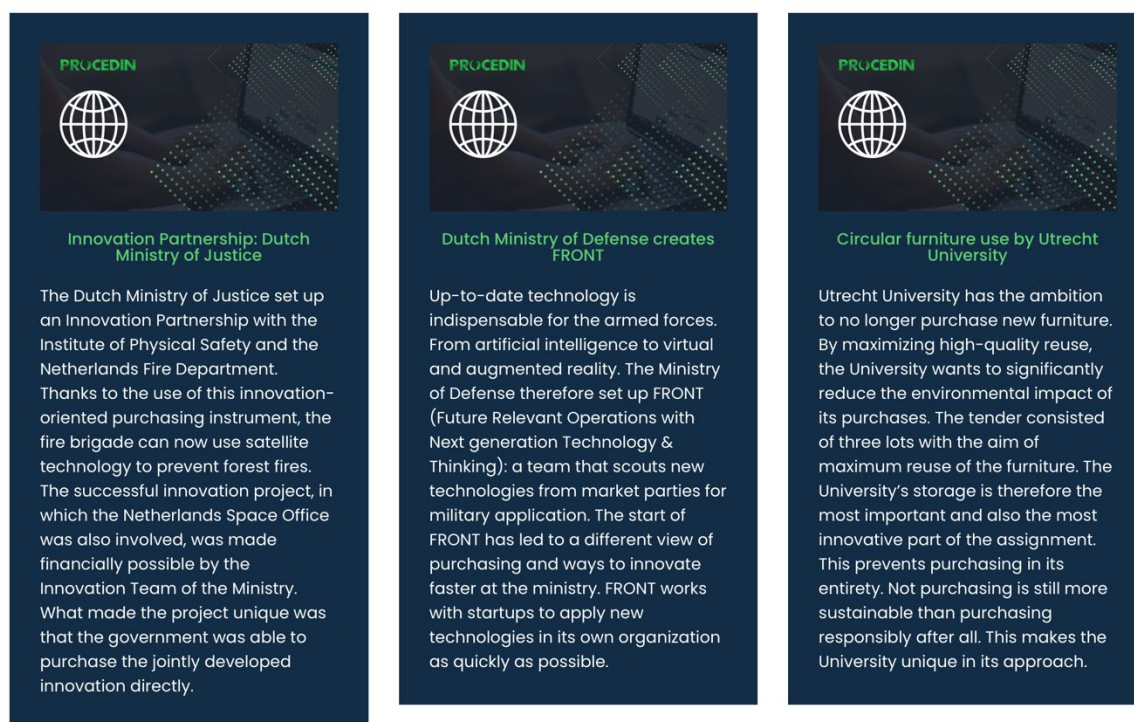 PROCEDIN
Innovation Partnership: Dutch
Ministry of Justice
The Dutch Ministry of Justice set up
an Innovation Partnership with the
Institute of Physical Safety and the
Netherlands Fire Department.
Thanks to the use of this innovation-
oriented purchasing instrument, the
fire brigade can now use satellite
technology to prevent forest fires.
The successful innovation project, in
which the Netherlands Space Office
was also involved, was made
financially possible by the
Innovation Team of the Ministry.
What made the project unique was
that the government was able to
purchase the jointly developed
innovation directly.
PROCEDIN
Dutch Ministry of Defense creates
FRONT
Up-to-date technology is
indispensable for the armed forces.
From artificial intelligence to virtual
and augmented reality. The Ministry
of Defense therefore set up FRONT
(Future Relevant Operations with
Next generation Technology &
Thinking): a team that scouts new
technologies from market parties for
military application. The start of
FRONT has led to a different view of
purchasing and ways to innovate
faster at the ministry. FRONT works
with startups to apply new
technologies in its own organization
as quickly as possible.
PROCEDIN
Circular furniture use by Utrecht
University
Utrecht University has the ambition
to no longer purchase new furniture.
By maximizing high-quality reuse,
the University wants to significantly
reduce the environmental impact of
its purchases. The tender consisted
of three lots with the aim of
maximum reuse of the furniture. The
University’s storage is therefore the
most important and also the most
innovative part of the assignment.
This prevents purchasing in its
entirety. Not purchasing is still more
sustainable than purchasing
responsibly after all. This makes the
University unique in its approach.